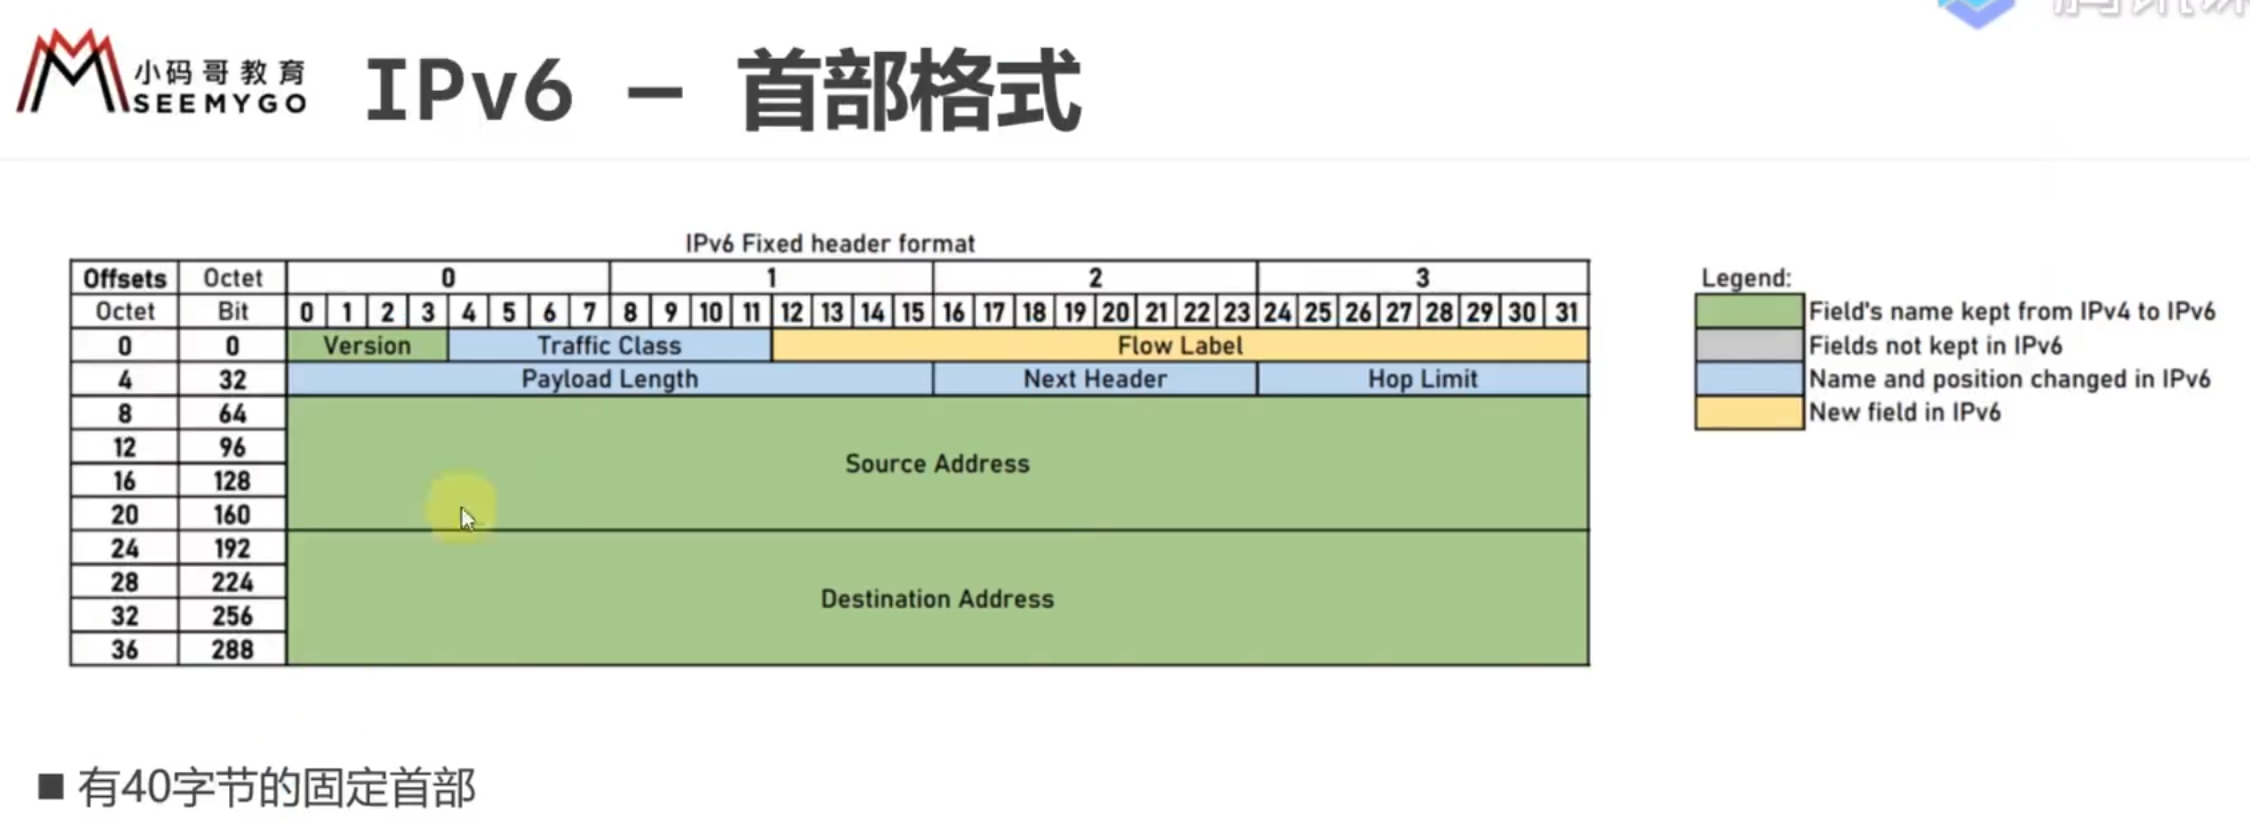 小码哥教育
SEEMYGO
IPv6 – 首部格式
IPv6 Fixed header format
Offsets Octet 0 1 2 3
Octet Bit 0 1 2 3 4 5 6 7 8 9 10 11 12 13 14 15 16 17 18 19 20 21 22 23 24 25 26 27 28 29 30 31
0 0 Version Traffic Class Flow Label
4 32 Payload Length Next Header Hop Limit
8 64
12 96
Source Address
16 128
20 160
24 192
28 224
Destination Address
32 256
36 288
Legend:
Field's name kept from IPv4 to IPv6
Fields not kept in IPv6
Name and position changed in IPv6
New field in IPv6
■ 有40字节的固定首部